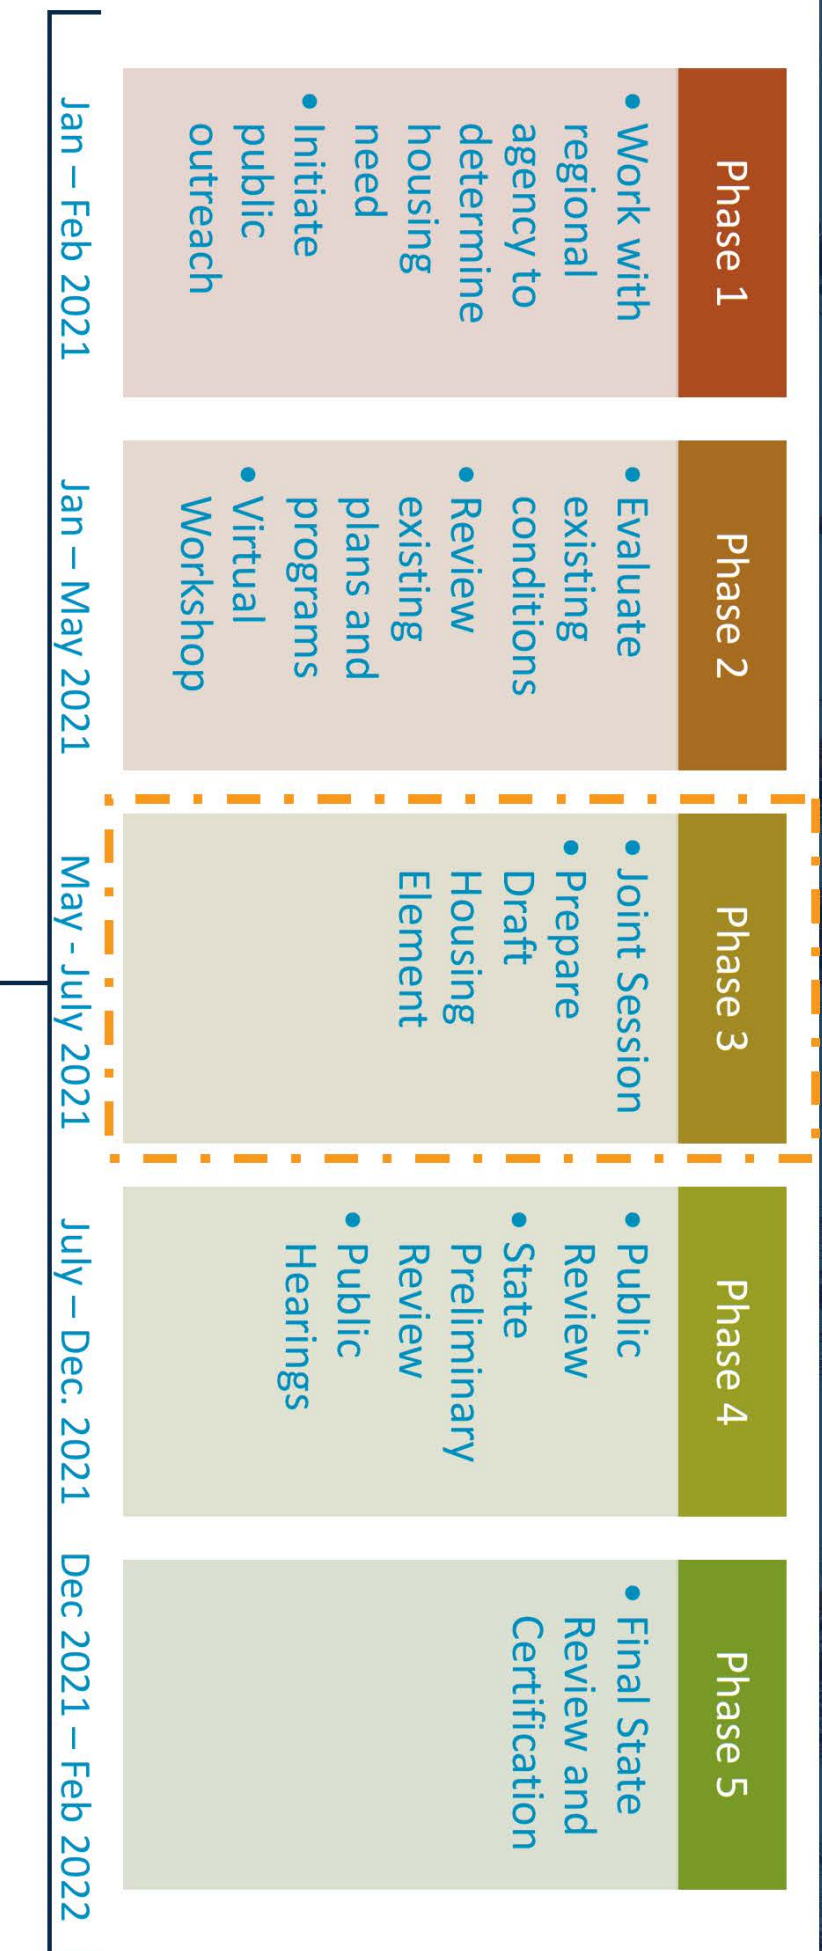 Phase 1
• Work with
regional
agency to
determine
housing
need
• Initiate
public
outreach
Jan – Feb 2021
Phase 2
• Evaluate
existing
conditions
• Review
existing
plans and
programs
• Virtual
Workshop
Jan – May 2021
Phase 3
• Joint Session
• Prepare
Draft
Housing
Element
May - July 2021
Phase 4
• Public
Review
• State
Preliminary
Review
• Public
Hearings
July – Dec. 2021
Phase 5
• Final State
Review and
Certification
Dec 2021 – Feb 2022